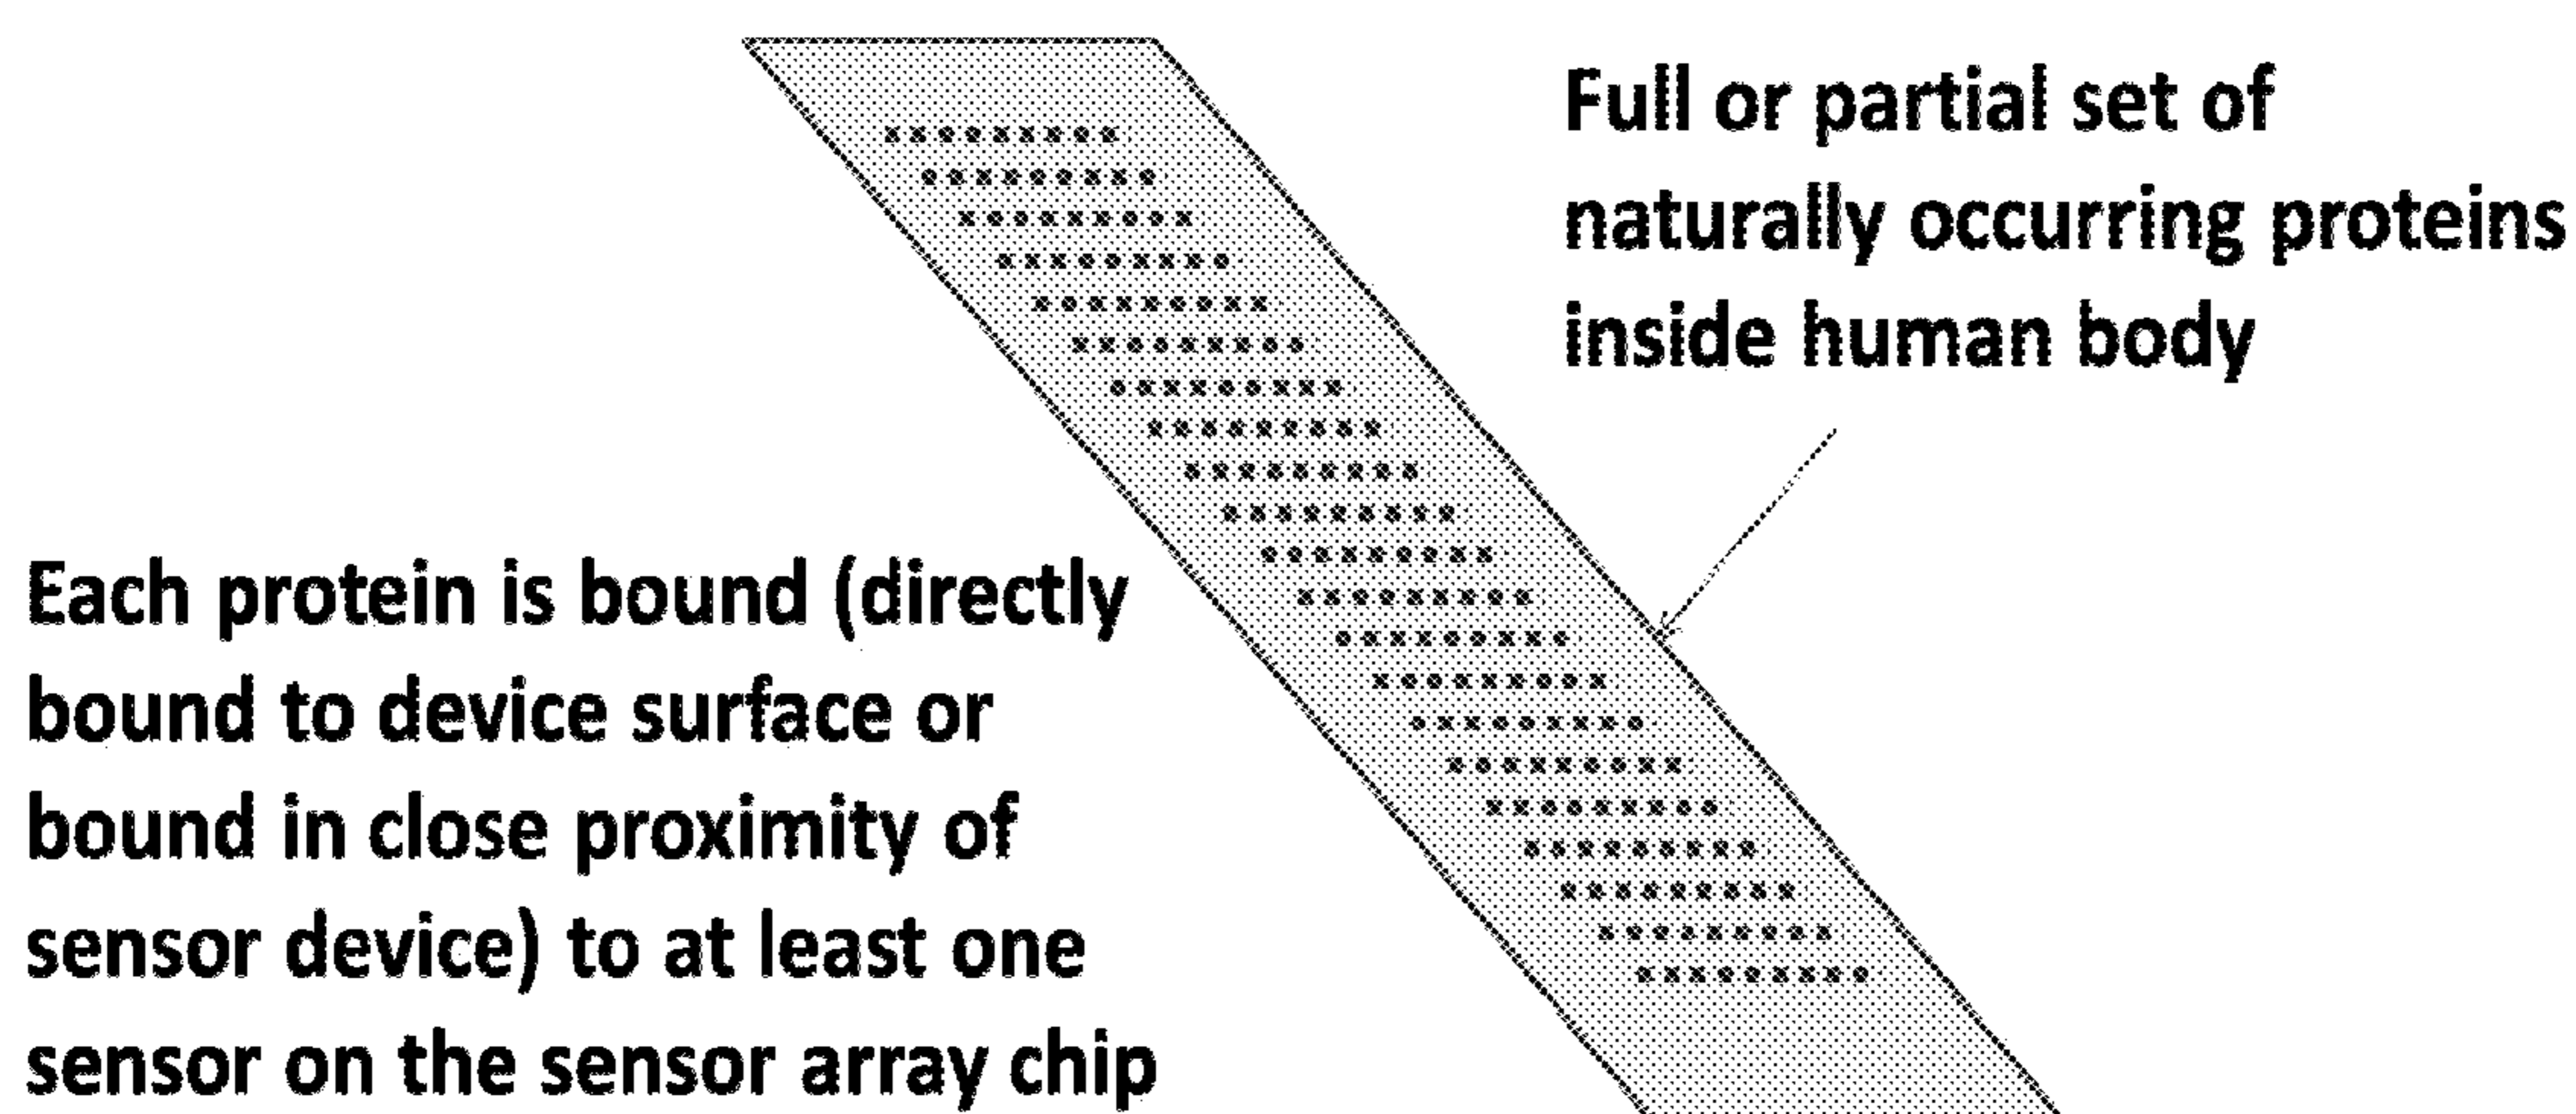 Full or partial set of
naturally occurring proteins
inside human body
Each protein is bound (directly
bound to device surface or
bound in close proximity of
sensor device) to at least one
sensor on the sensor array chip